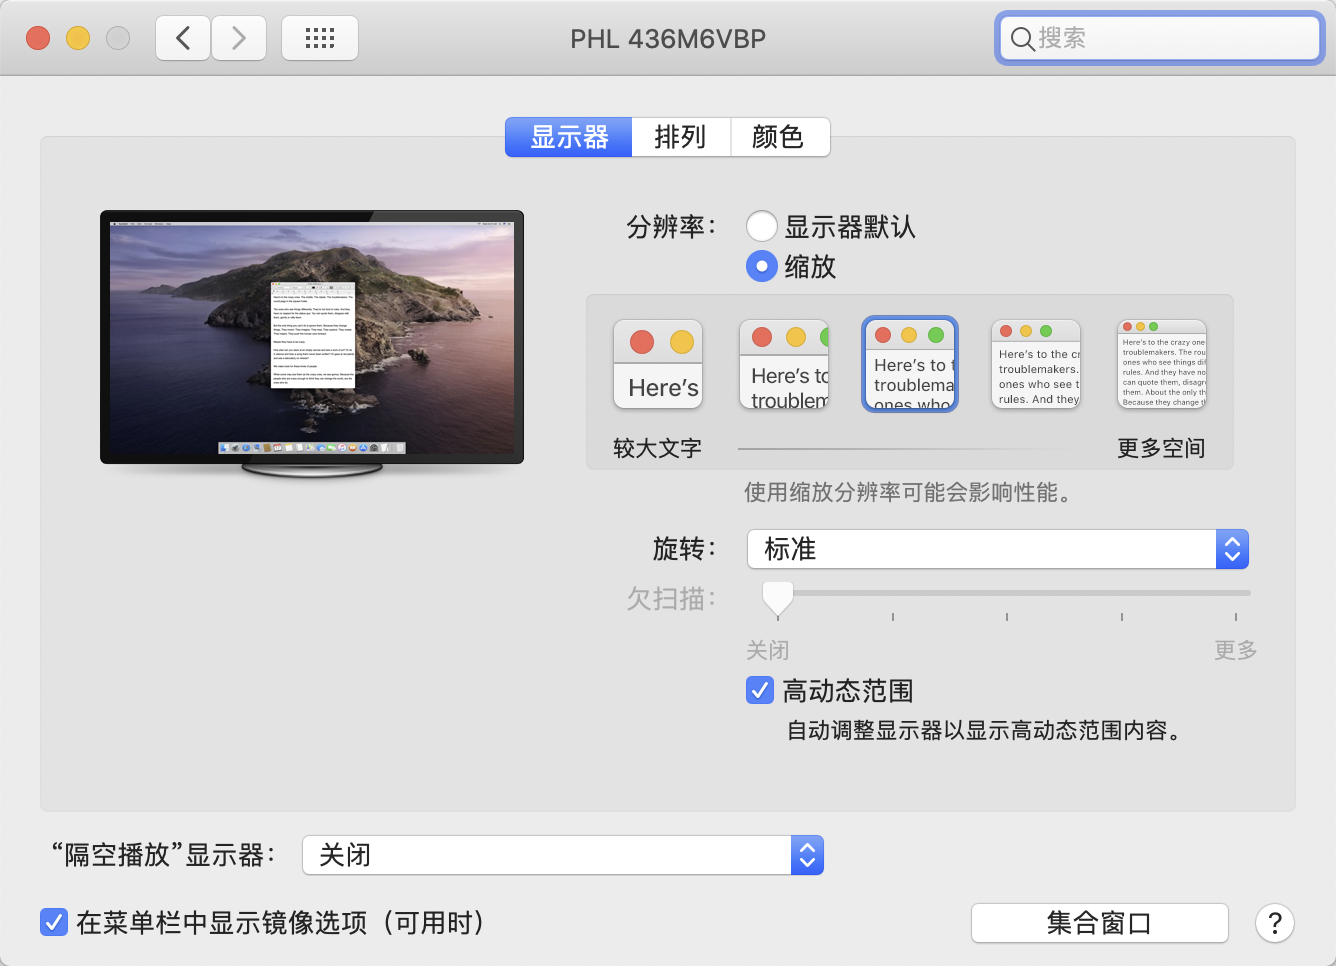 PHL 436M6VBP
搜索
显示器 排列 颜色
分辨率： 显示器默认
缩放
Here's
Here's to
troublem
Here's to t
troublema
ones who
Here's to the cr
troublemakers.
ones who see t
rules. And they
Here's to the crazy one
troublemakers. The rou
ones who see things dif
rules. And they have no
can quote them, disagre
them. About the only th
Because they change th
较大文字 更多空间
使用缩放分辨率可能会影响性能。
旋转： 标准
欠扫描：
关闭 更多
高动态范围
自动调整显示器以显示高动态范围内容。
“隔空播放”显示器： 关闭
在菜单栏中显示镜像选项（可用时） 集合窗口 ?